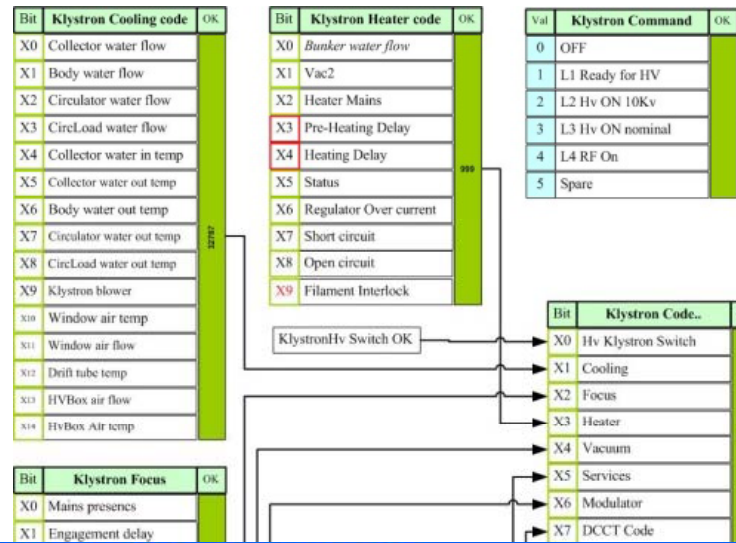 Bit Klystron Cooling code OK
X0 Collector water flow
X1 Body water flow
X2 Circulator water flow
X3 CircLoad water flow
X4 Collector water in temp
X5 Collector water out temp
X6 Body water out temp
X7 Circulator water out temp
X8 CircLoad water out temp
X9 Klystron blower
X10 Window air temp
X11 Window air flow
X12 Drift tube temp
X13 HVBox air flow
X14 HvBox Air temp
32767
Bit Klystron Heater code OK
X0 Bunker water flow
X1 Vac2
X2 Heater Mains
X3 Pre-Heating Delay
X4 Heating Delay
X5 Status
X6 Regulator Over current
X7 Short circuit
X8 Open circuit
X9 Filament Interlock
999
Val Klystron Command OK
0 OFF
1 L1 Ready for HV
2 L2 Hv ON 10Kv
3 L3 Hv ON nominal
4 L4 RF On
5 Spare
KlystronHv Switch OK
Bit Klystron Code..
X0 Hv Klystron Switch
X1 Cooling
X2 Focus
X3 Heater
X4 Vacuum
X5 Services
X6 Modulator
X7 DCCT Code
Bit Klystron Focus OK
X0 Mains presencs
X1 Engagement delay